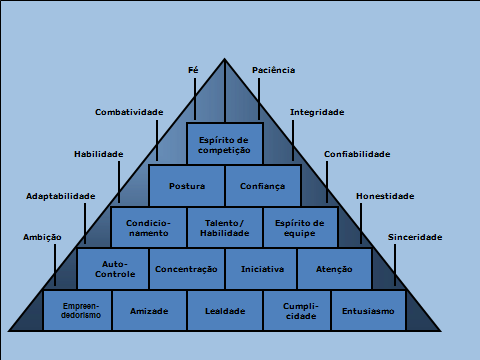 Fé
Paciência
Combatividade
Integridade
Espírito de
competição
Habilidade
Confiabilidade
Postura
Confiança
Adaptabilidade
Honestidade
Condicio-
namento
Talento/
Habilidade
Espírito de
equipe
Ambição
Sinceridade
Auto-
Controle
Concentração
Iniciativa
Atenção
Empreen-
dedorismo
Amizade
Lealdade
Cumpli-
cidade
Entusiasmo